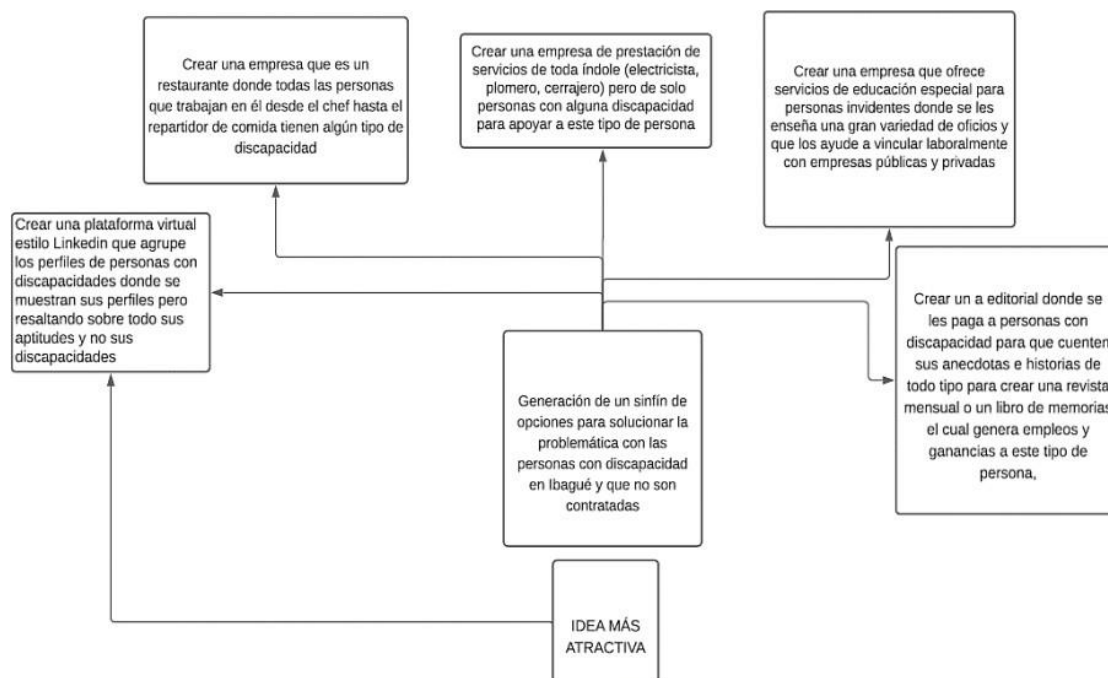 Crear una empresa que es un
restaurante donde todas las personas
que trabajan en él desde el chef hasta el
repartidor de comida tienen algún tipo de
discapacidad
Crear una empresa de prestación de
servicios de toda índole (electricista,
plomero, cerrajero) pero de solo
personas con alguna discapacidad
para apoyar a este tipo de persona
Crear una empresa que ofrece
servicios de educación especial para
personas invidentes donde se les
enseña una gran variedad de oficios y
que los ayude a vincular laboralmente
con empresas públicas y privadas
Crear una plataforma virtual
estilo Linkedin que agrupe
los perfiles de personas con
discapacidades donde se
muestran sus perfiles pero
resaltando sobre todo sus
aptitudes y no sus
discapacidades
Crear un a editorial donde se
les paga a personas con
discapacidad para que cuenten
sus anecdotas e historias de
todo tipo para crear una revista
mensual o un libro de memorias
el cual genera empleos y
ganancias a este tipo de
persona,
Generación de un sinfín de
opciones para solucionar la
problemática con las
personas con discapacidad
en Ibagué y que no son
contratadas
IDEA MÁS
ATRACTIVA